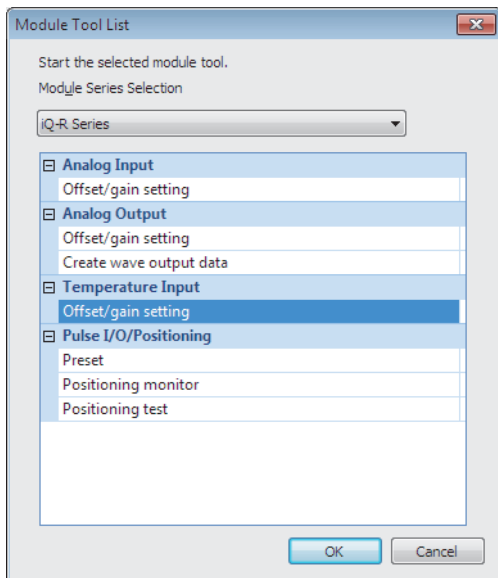 Module Tool List
Start the selected module tool.
Module Series Selection
iQ-R Series
Analog Input
Offset/gain setting
Analog Output
Offset/gain setting
Create wave output data
Temperature Input
Offset/gain setting
Pulse I/O/Positioning
Preset
Positioning monitor
Positioning test
OK Cancel